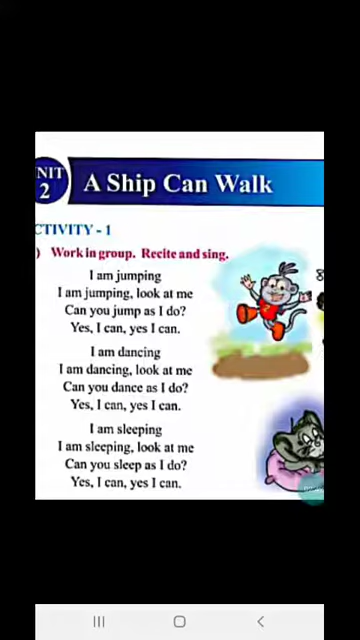 NIT
2
A Ship Can Walk
CTIVITY - 1
) Work in group. Recite and sing.
I am jumping
I am jumping, look at me
Can you jump as I do?
Yes, I can, yes I can.
I am dancing
I am dancing, look at me
Can you dance as I do?
Yes, I can, yes I can.
I am sleeping
I am sleeping, look at me
Can you sleep as I do?
Yes, I can, yes I can.